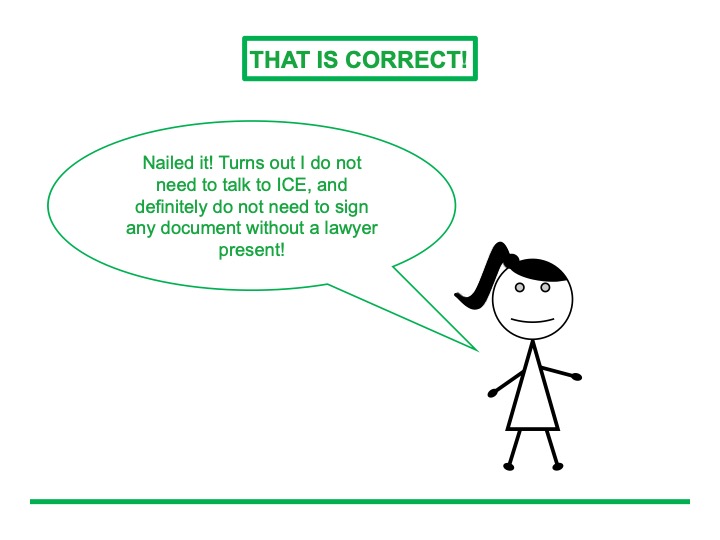 THAT IS CORRECT!
Nailed it! Turns out I do not
need to talk to ICE, and
definitely do not need to sign
any document without a lawyer
present!